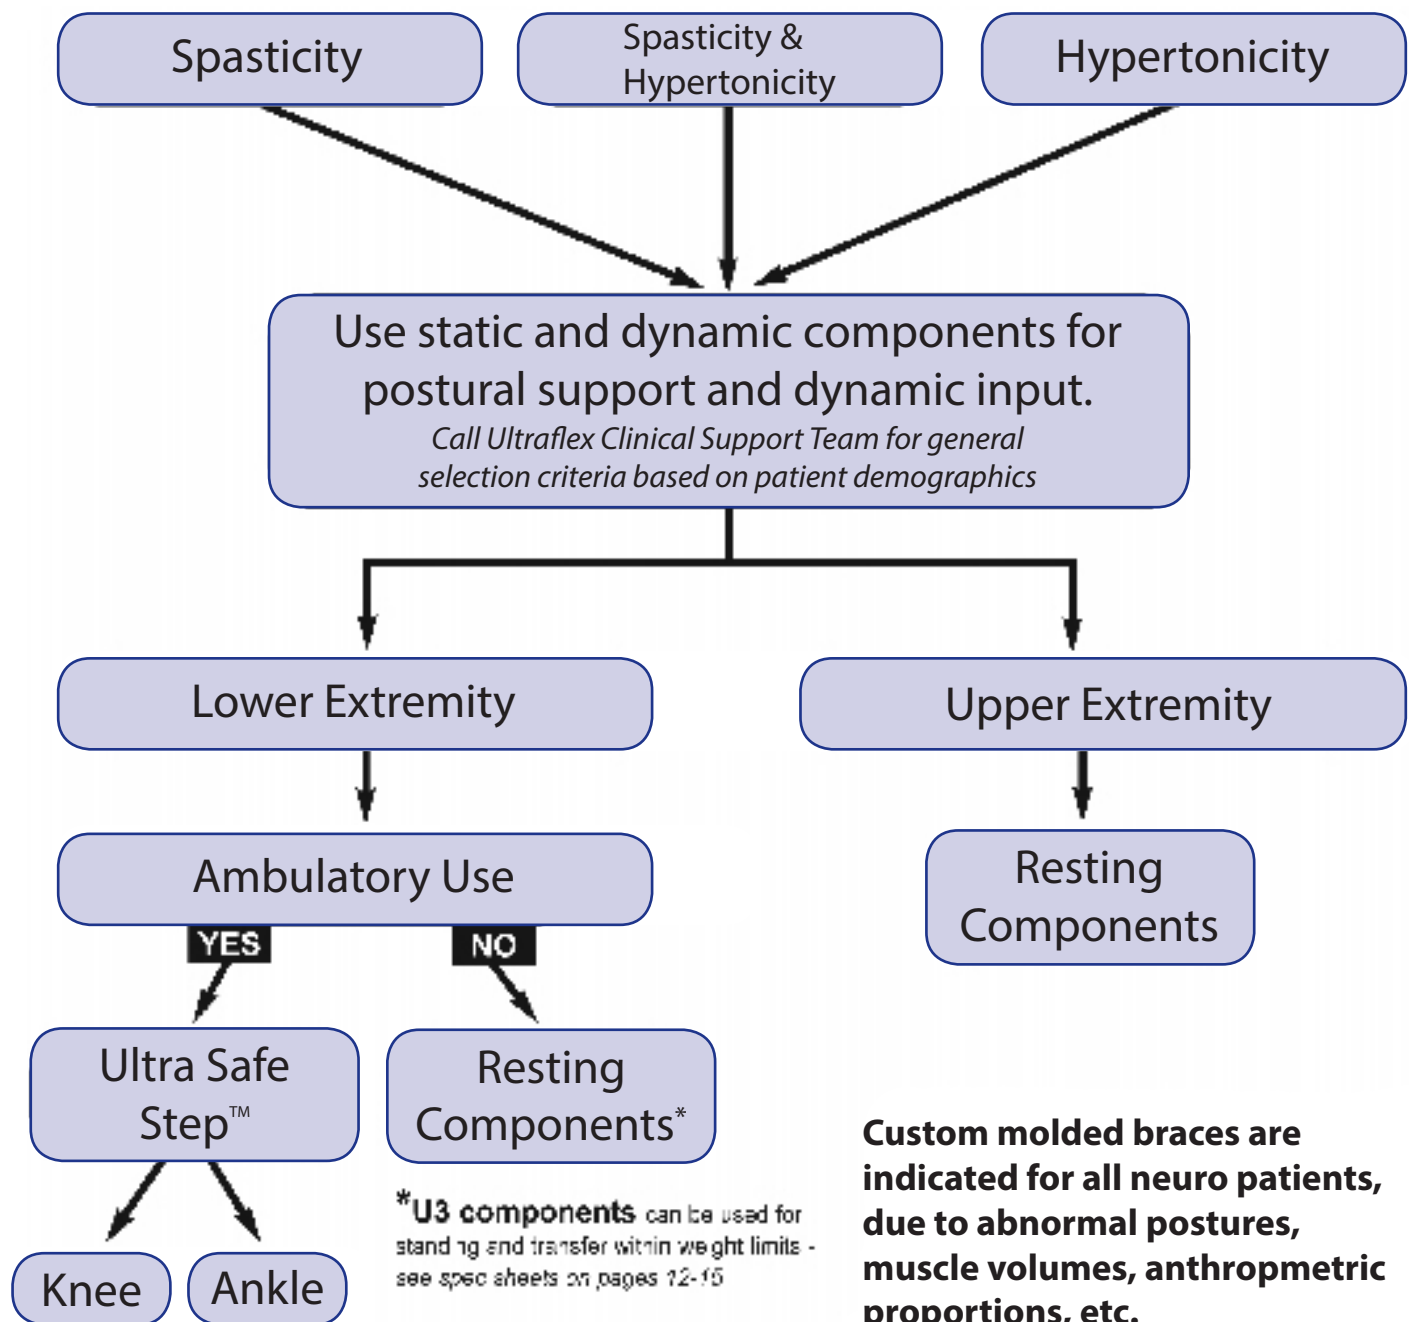 Spasticity
Spasticity &
Hypertonicity
Hypertonicity
Use static and dynamic components for
postural support and dynamic input.
Call Ultraflex Clinical Support Team for general
selection criteria based on patient demographics
Lower Extremity
Upper Extremity
Ambulatory Use
Resting
Components
YES
NO
Ultra Safe
Step™
Resting
Components*
*U3 components can be used for
standing and transfer within weight limits -
see spec sheets on pages 12-15
Knee
Ankle
Custom molded braces are
indicated for all neuro patients,
due to abnormal postures,
muscle volumes, anthropmetric
proportions, etc.